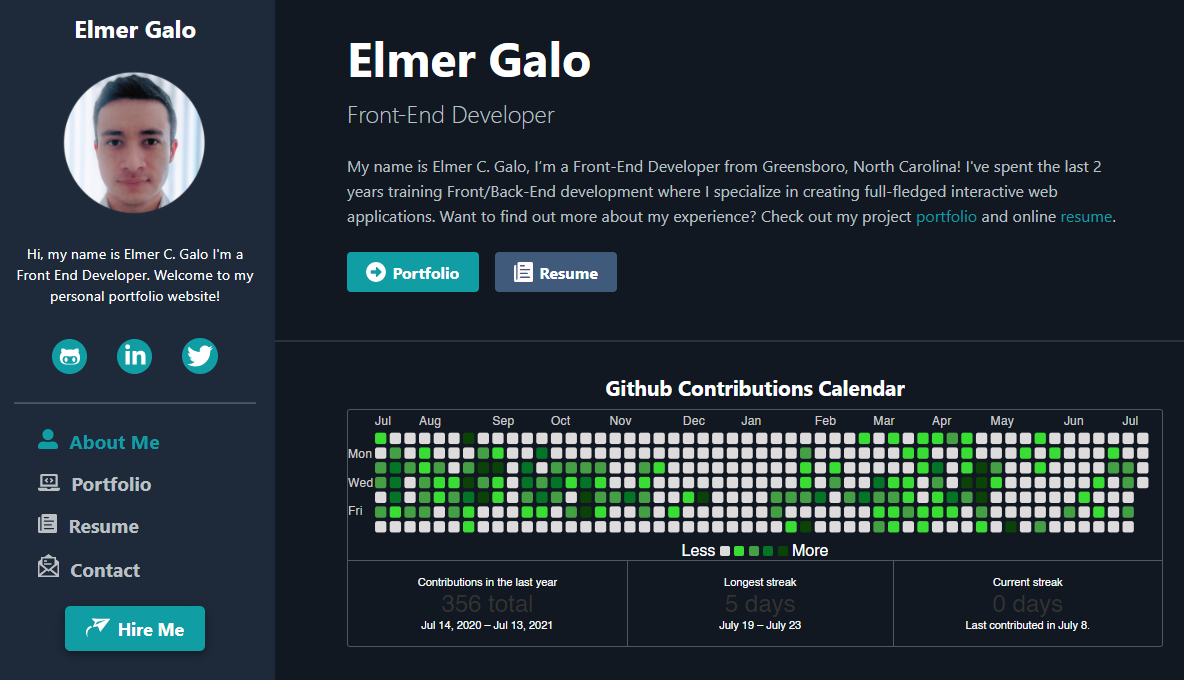 Elmer Galo
Hi, my name is Elmer C. Galo I'm a
Front End Developer. Welcome to my
personal portfolio website!
in
About Me
Portfolio
Resume
Contact
Hire Me
Elmer Galo
Front-End Developer
My name is Elmer C. Galo, I’m a Front-End Developer from Greensboro, North Carolina! I've spent the last 2
years training Front/Back-End development where I specialize in creating full-fledged interactive web
applications. Want to find out more about my experience? Check out my project portfolio and online resume.
Portfolio Resume
Github Contributions Calendar
Jul Aug Sep Oct Nov Dec Jan Feb Mar Apr May Jun Jul
Mon
Wed
Fri
Less More
Contributions in the last year
356 total
Jul 14, 2020 – Jul 13, 2021
Longest streak
5 days
July 19 – July 23
Current streak
0 days
Last contributed in July 8.